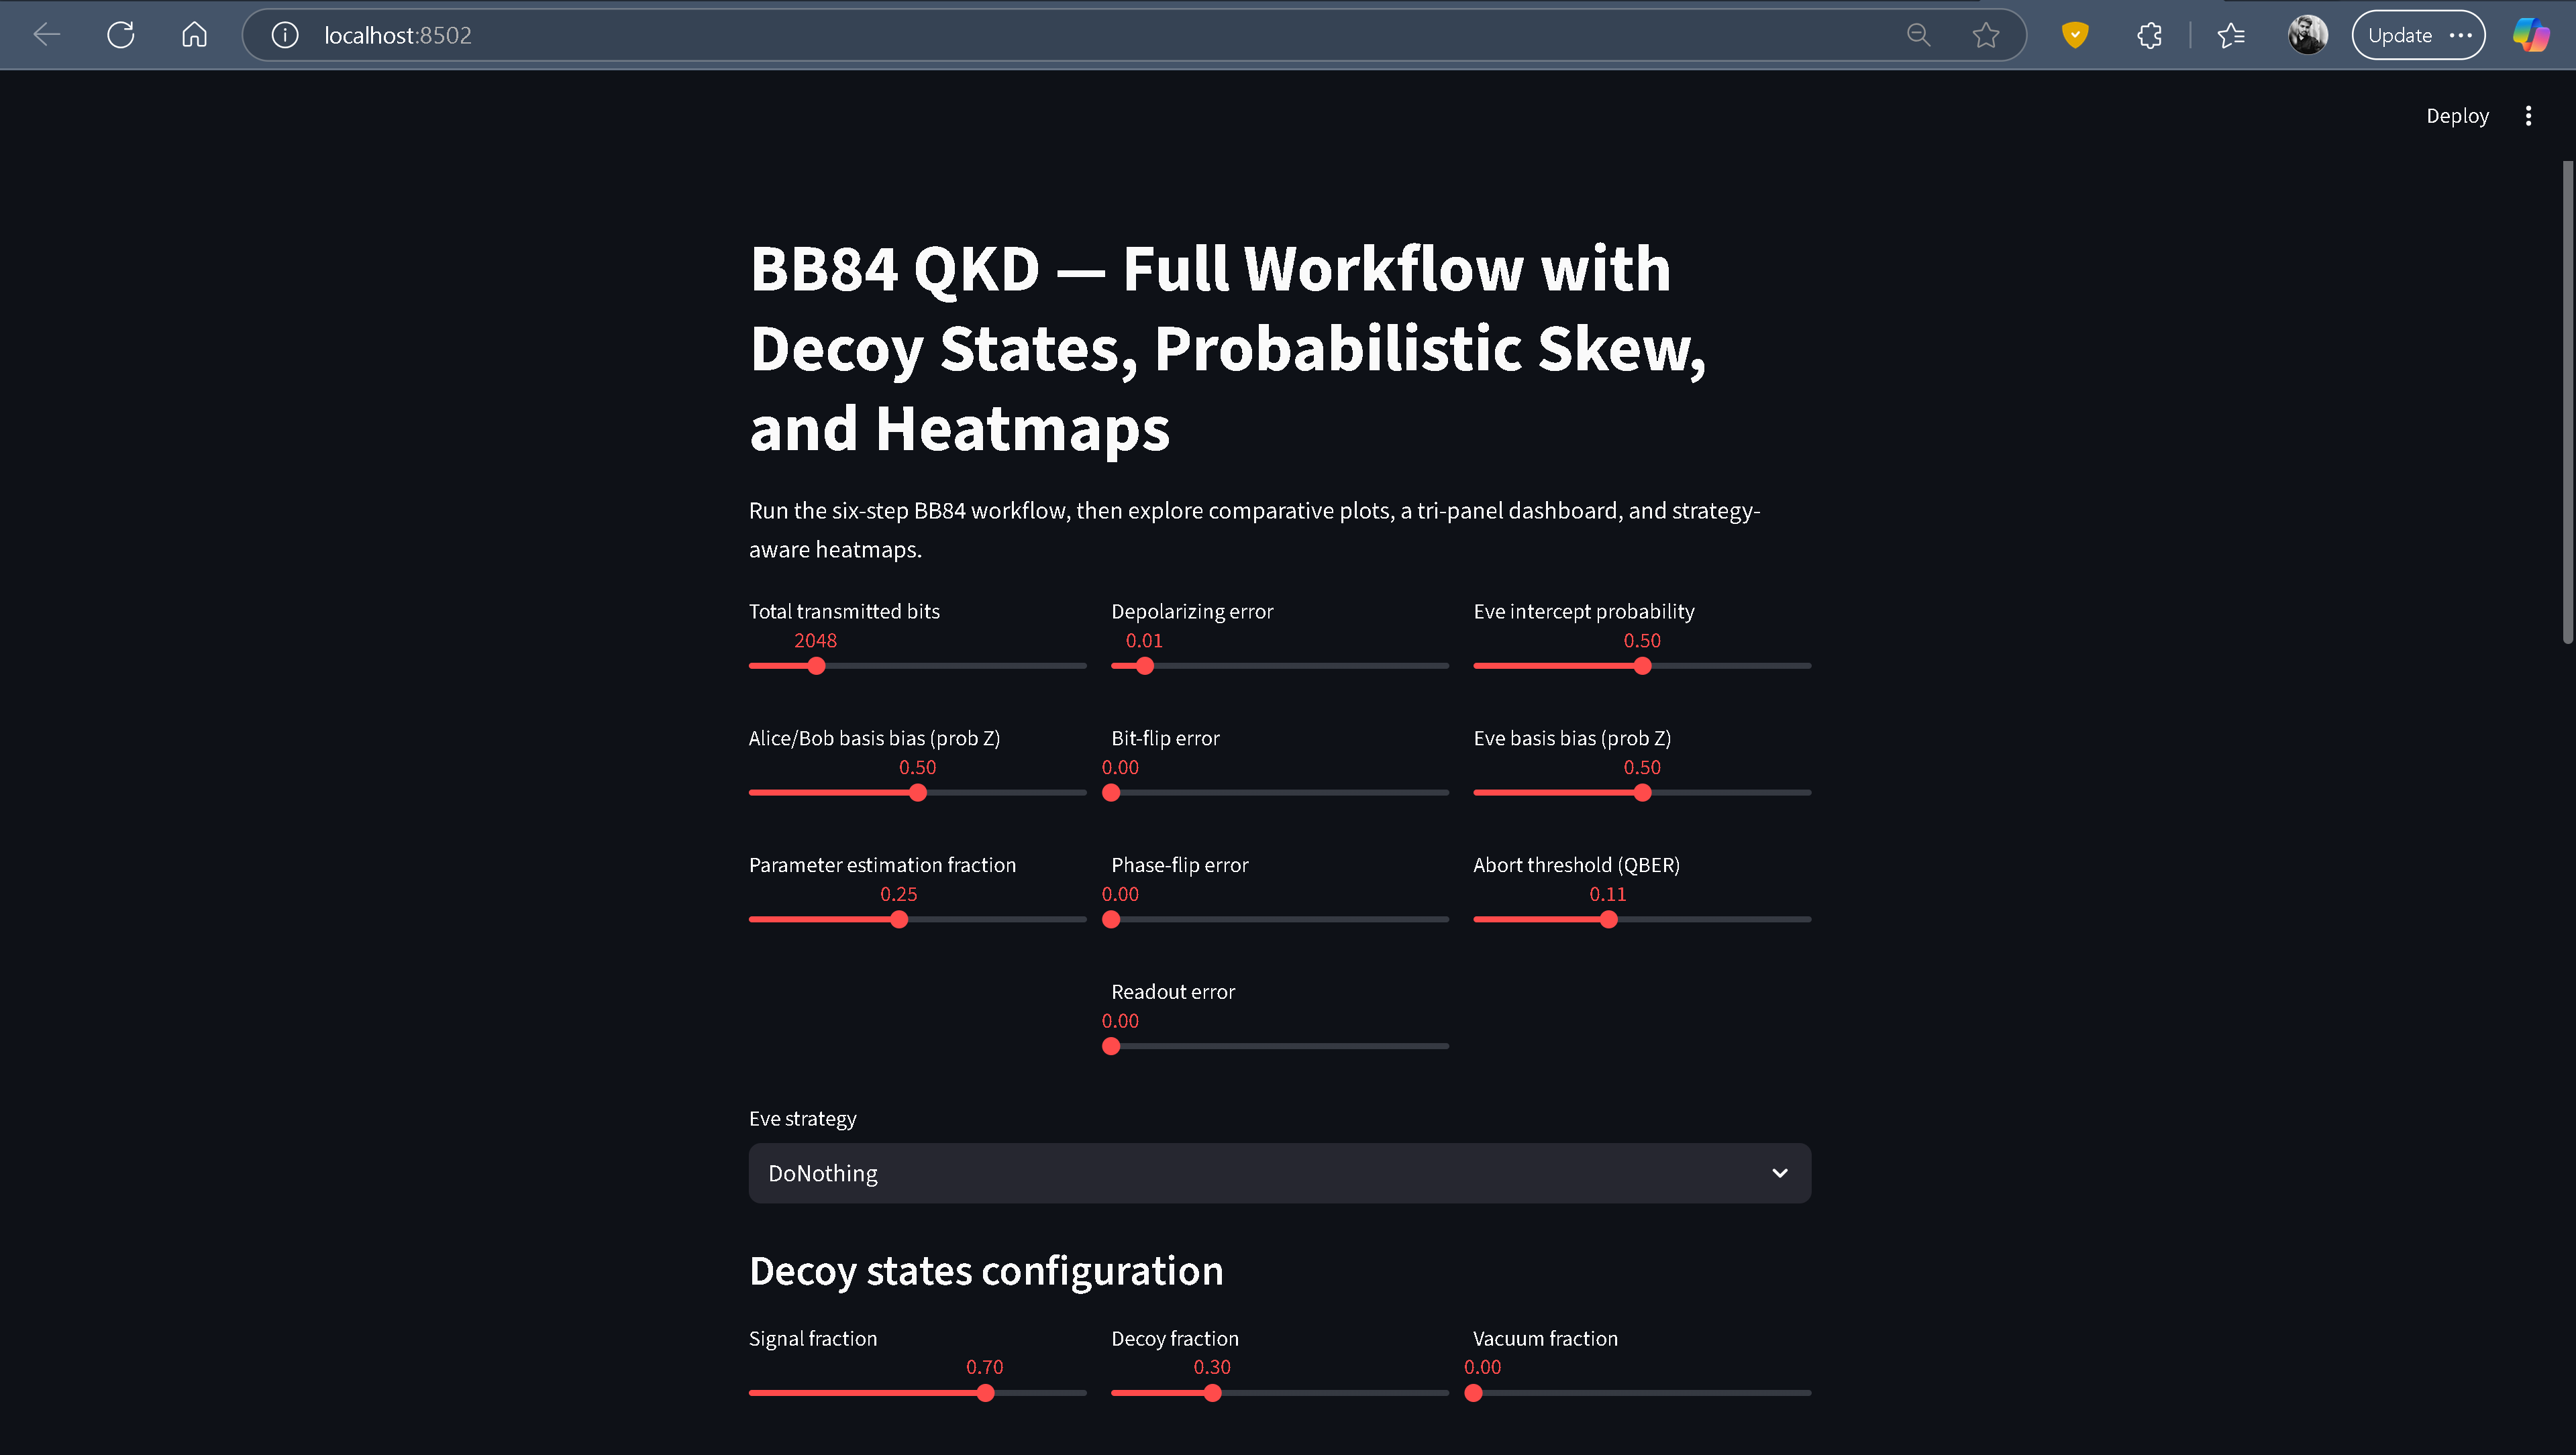 localhost:8502
Update
Deploy
BB84 QKD — Full Workflow with
Decoy States, Probabilistic Skew,
and Heatmaps
Run the six-step BB84 workflow, then explore comparative plots, a tri-panel dashboard, and strategy-
aware heatmaps.
Total transmitted bits
2048
Depolarizing error
0.01
Eve intercept probability
0.50
Alice/Bob basis bias (prob Z)
0.50
Bit-flip error
0.00
Eve basis bias (prob Z)
0.50
Parameter estimation fraction
0.25
Phase-flip error
0.00
Abort threshold (QBER)
0.11
Readout error
0.00
Eve strategy
DoNothing
Decoy states configuration
Signal fraction
0.70
Decoy fraction
0.30
Vacuum fraction
0.00